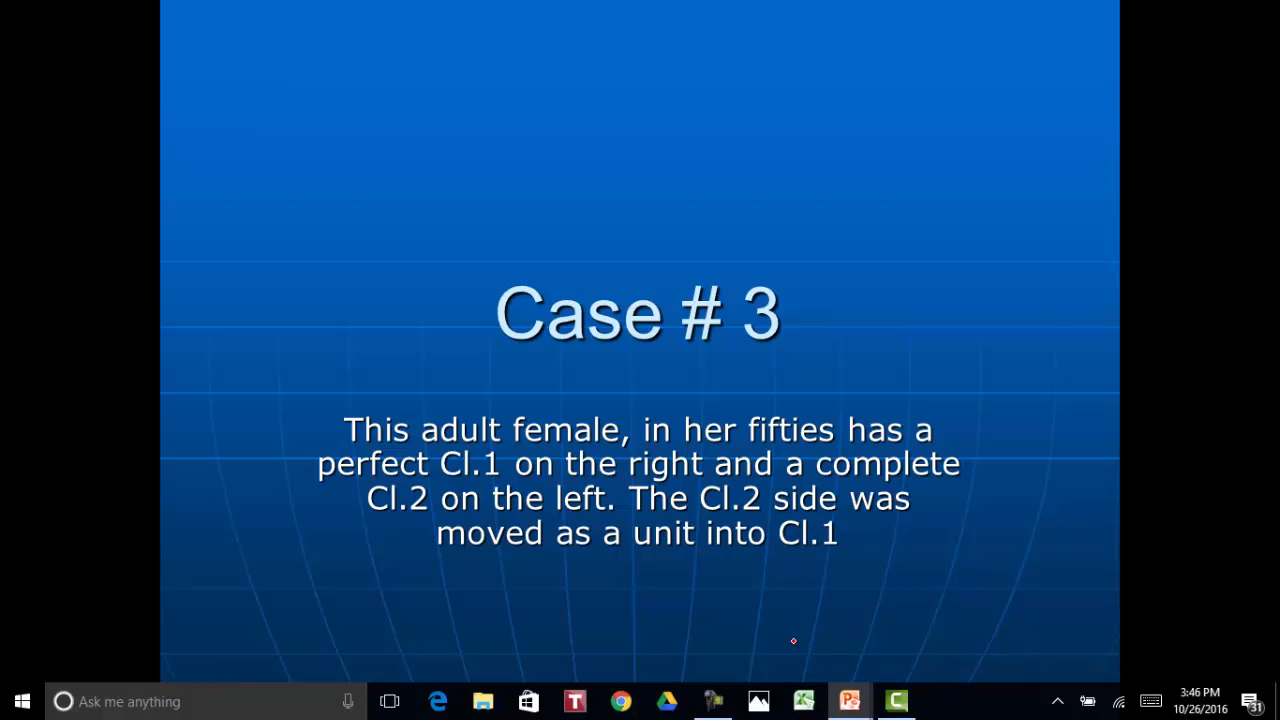 Case # 3
This adult female, in her fifties has a
perfect Cl.1 on the right and a complete
Cl.2 on the left. The Cl.2 side was
moved as a unit into Cl.1
Ask me anything
3:46 PM
10/26/2016
31